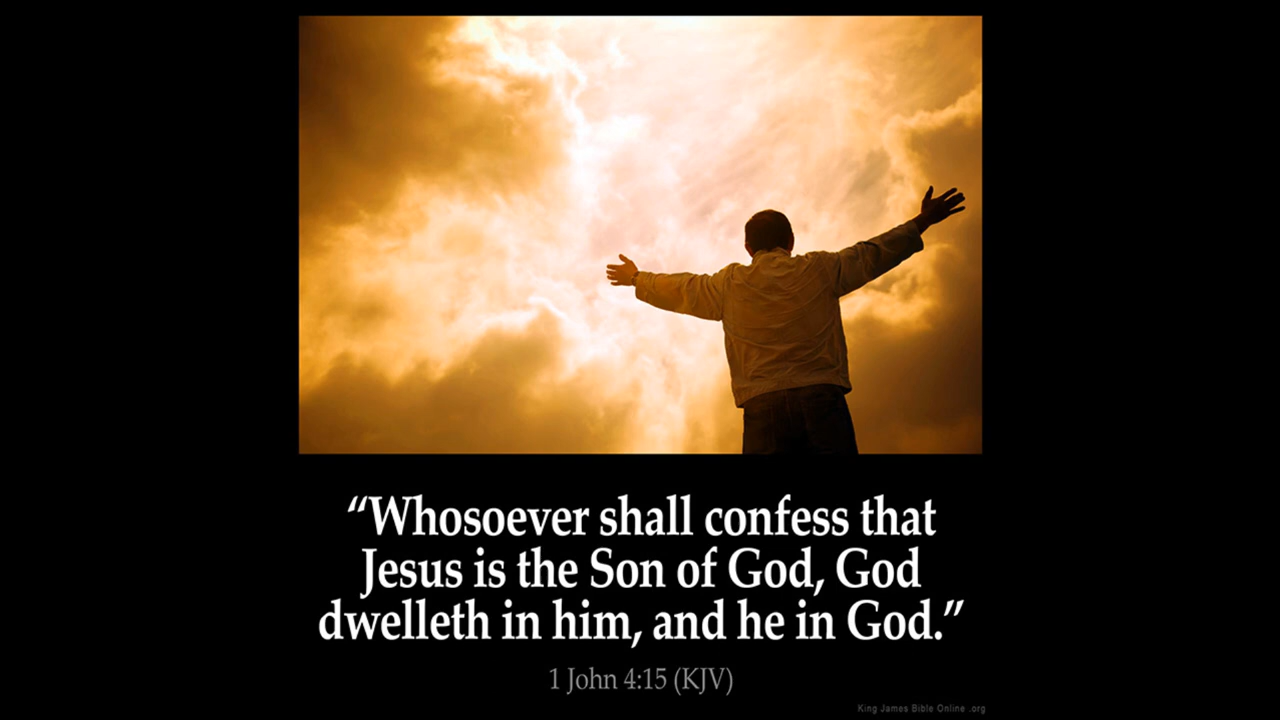 “Whosoever shall confess that
Jesus is the Son of God, God
dwelleth in him, and he in God.”
1 John 4:15 (KJV)
King James Bible Online .org